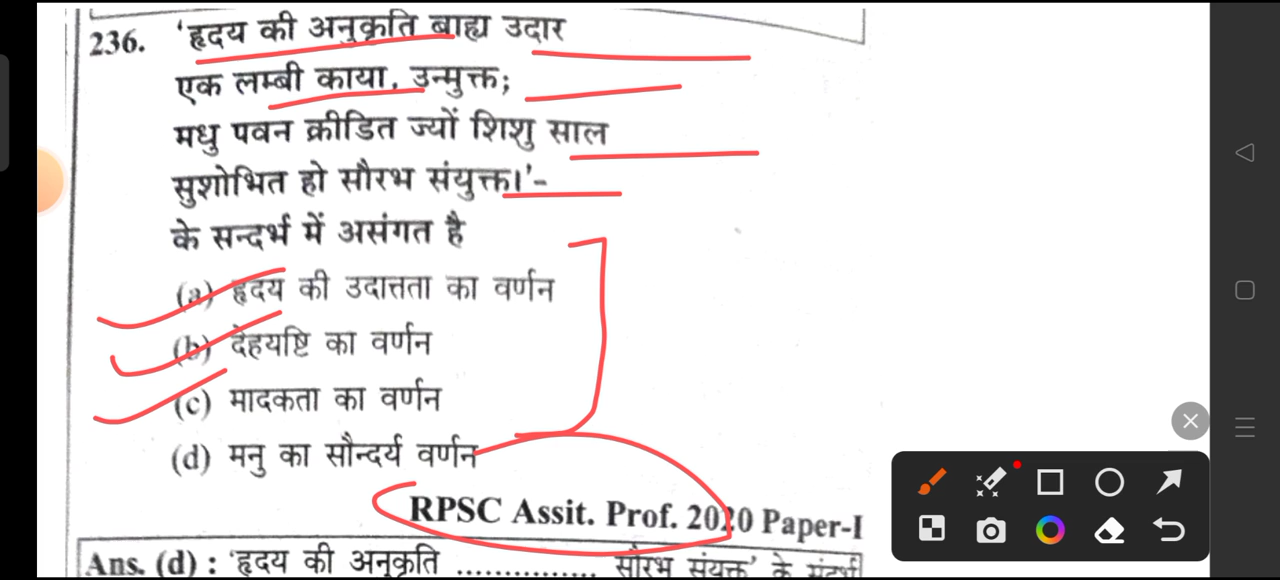 236. 'हृदय की अनुकृति बाह्य उदार
एक लम्बी काया, उन्मुक्त;
मधु पवन क्रीडित ज्यों शिशु साल
सुशोभित हो सौरभ संयुक्त।'-
के सन्दर्भ में असंगत है
(a) हृदय की उदात्तता का वर्णन
(b) देहयष्टि का वर्णन
(c) मादकता का वर्णन
(d) मनु का सौन्दर्य वर्णन
RPSC Assit. Prof. 2020 Paper-I
Ans. (d) : 'हृदय की अनुकृति ............... सौरभ संयुक्त' के संदर्भ